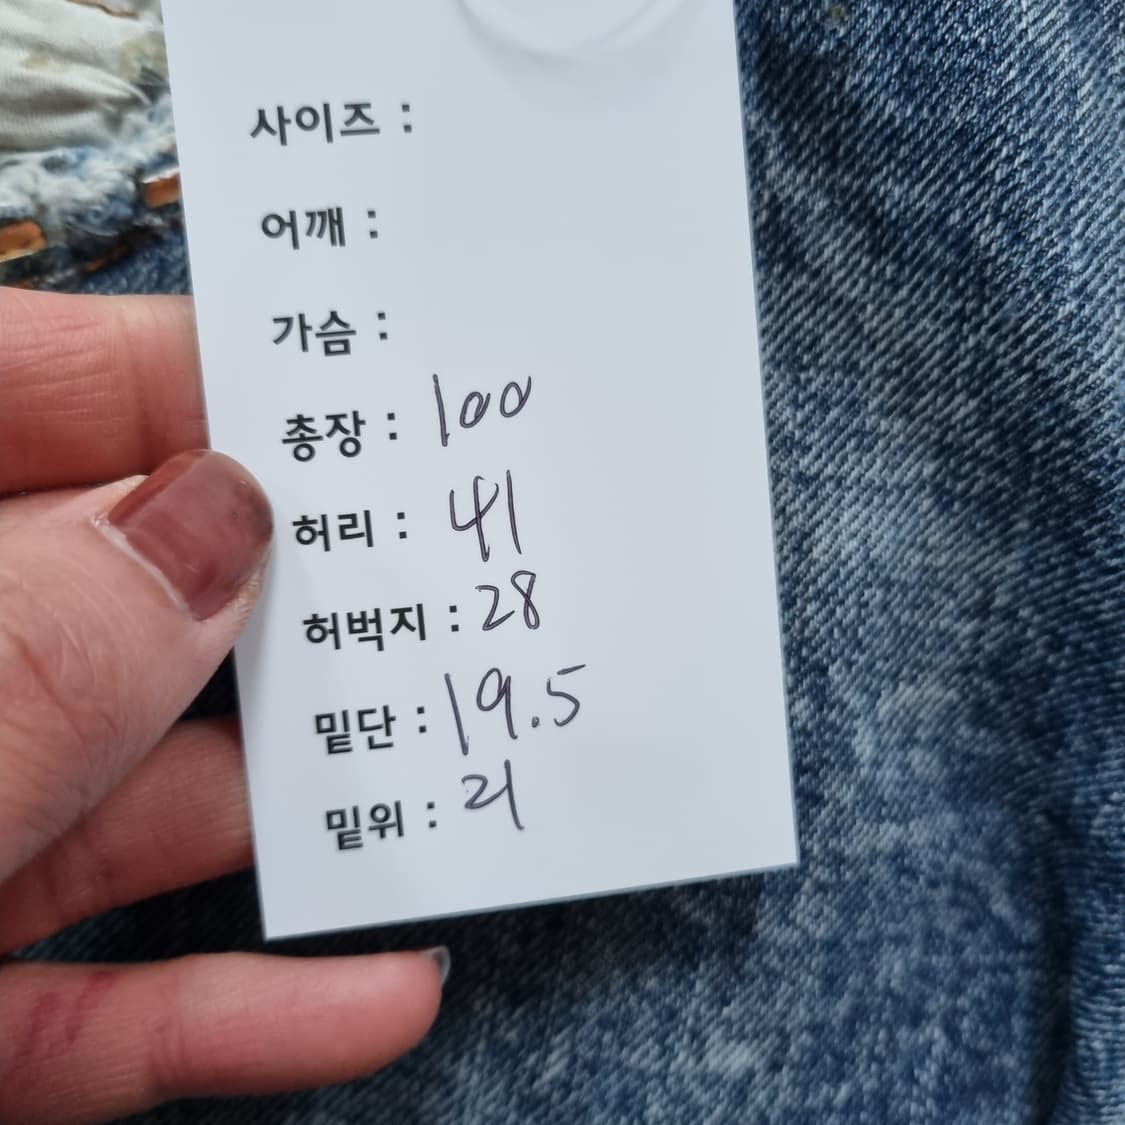 사이즈 :
어깨 :
가슴 :
총장 : 100
허리 : 41
허벅지 : 28
밑단 : 19.5
밑위 : 21